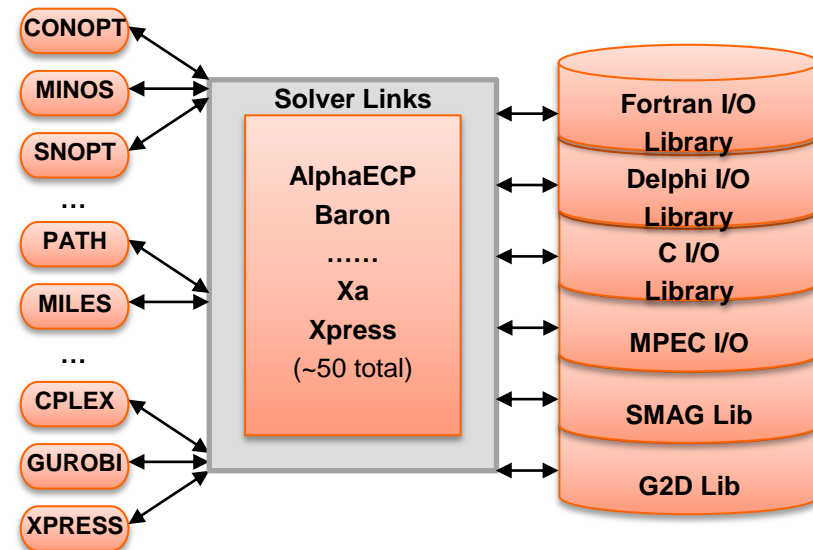 CONOPT
MINOS
SNOPT
...
PATH
MILES
...
CPLEX
GUROBI
XPRESS
Solver Links
AlphaECP
Baron
......
Xa
Xpress
(~50 total)
Fortran I/O
Library
Delphi I/O
Library
C I/O
Library
MPEC I/O
SMAG Lib
G2D Lib